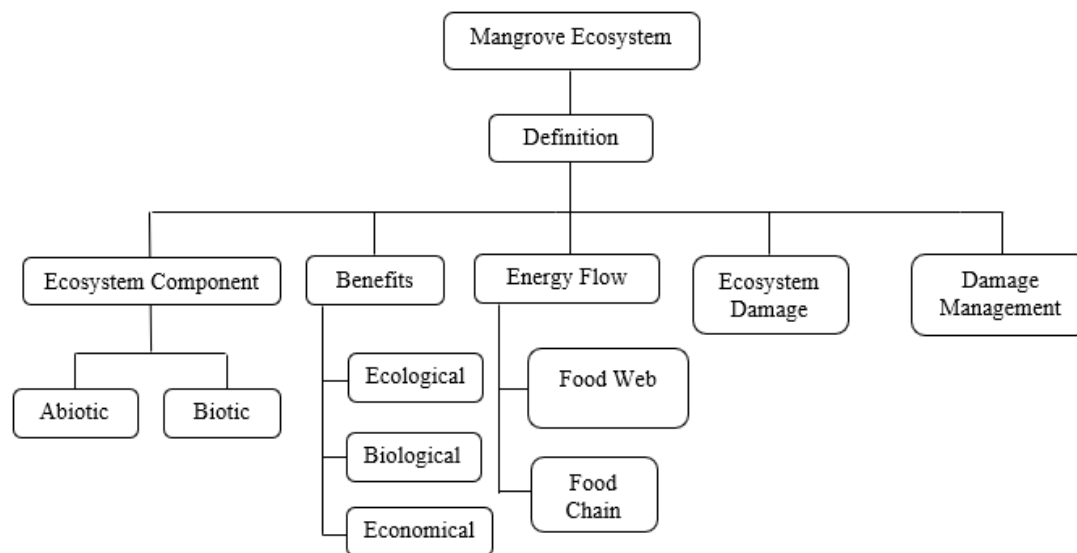 Mangrove Ecosystem
Definition
Ecosystem Component
Benefits
Energy Flow
Ecosystem
Damage
Damage
Management
Abiotic
Biotic
Ecological
Biological
Economical
Food Web
Food
Chain